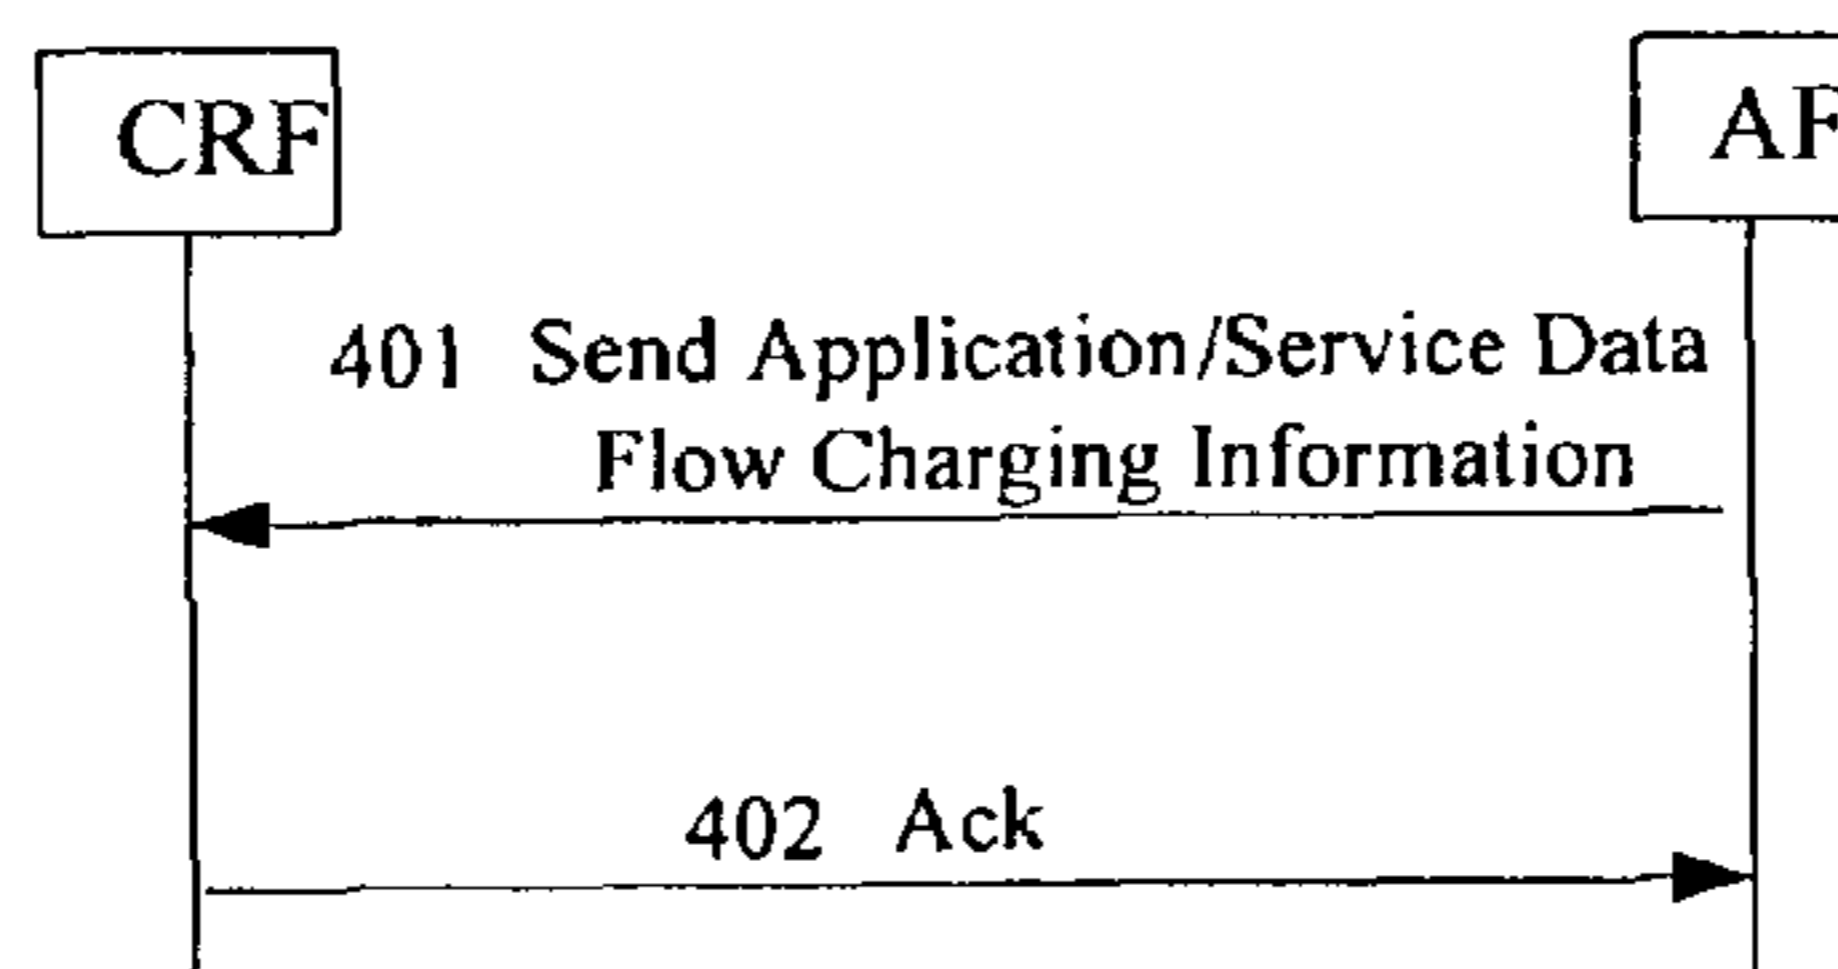 CRF
AF
401 Send Application/Service Data
Flow Charging Information
402 Ack